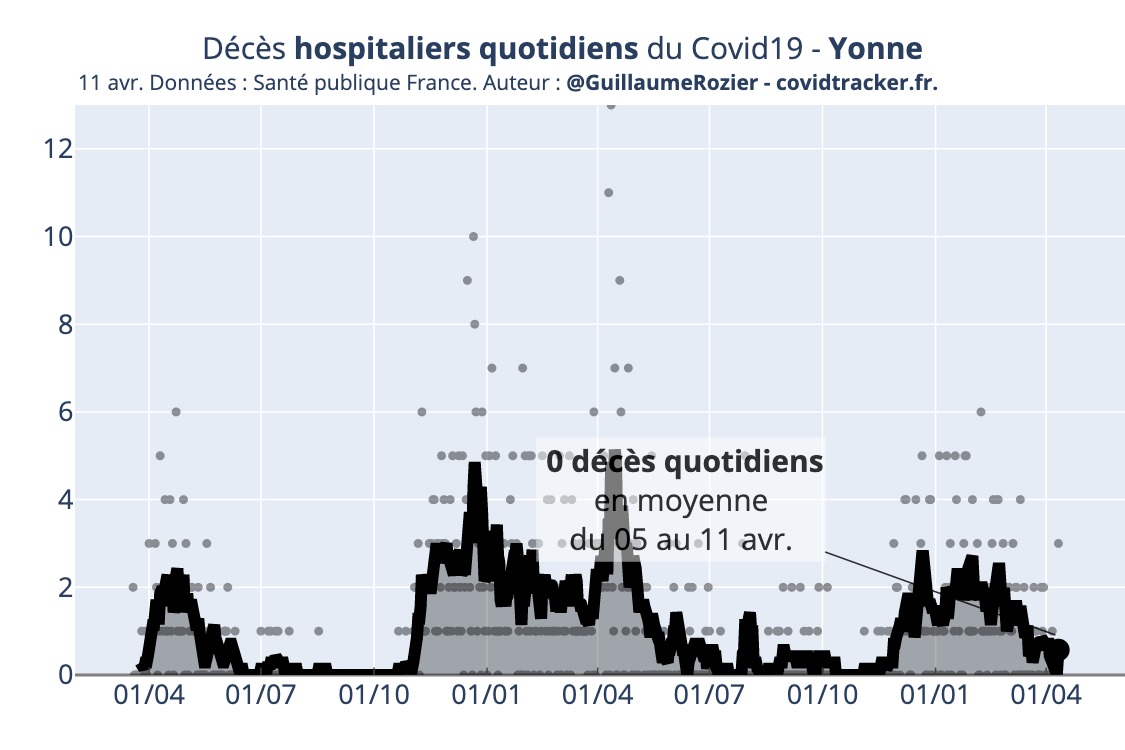 Décès hospitaliers quotidiens du Covid19 - Yonne
11 avr. Données : Santé publique France. Auteur : @GuillaumeRozier - covidtracker.fr.
12
10
8
6
4
2
0
0 décès quotidiens
en moyenne
du 05 au 11 avr.
01/04 01/07 01/10 01/01 01/04 01/07 01/10 01/01 01/04